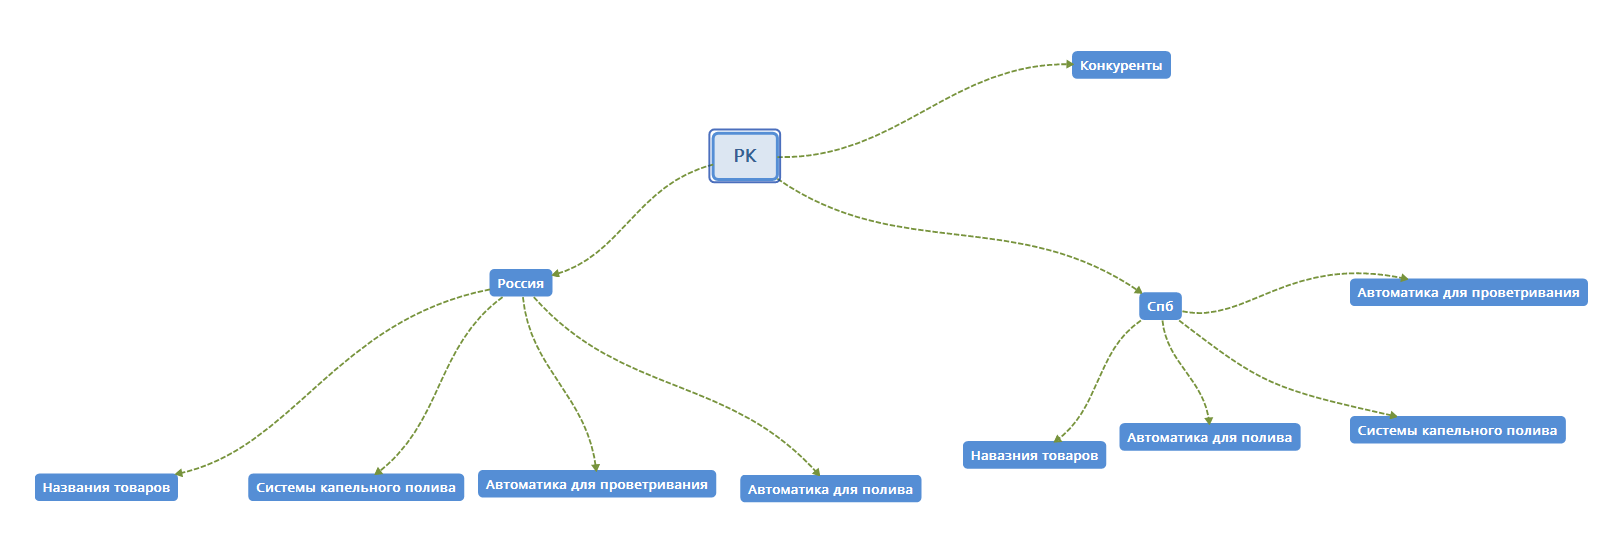 Конкуренты
РК
Россия
Спб
Автоматика для проветривания
Названия товаров
Системы капельного полива
Автоматика для проветривания
Автоматика для полива
Навазния товаров
Автоматика для полива
Системы капельного полива